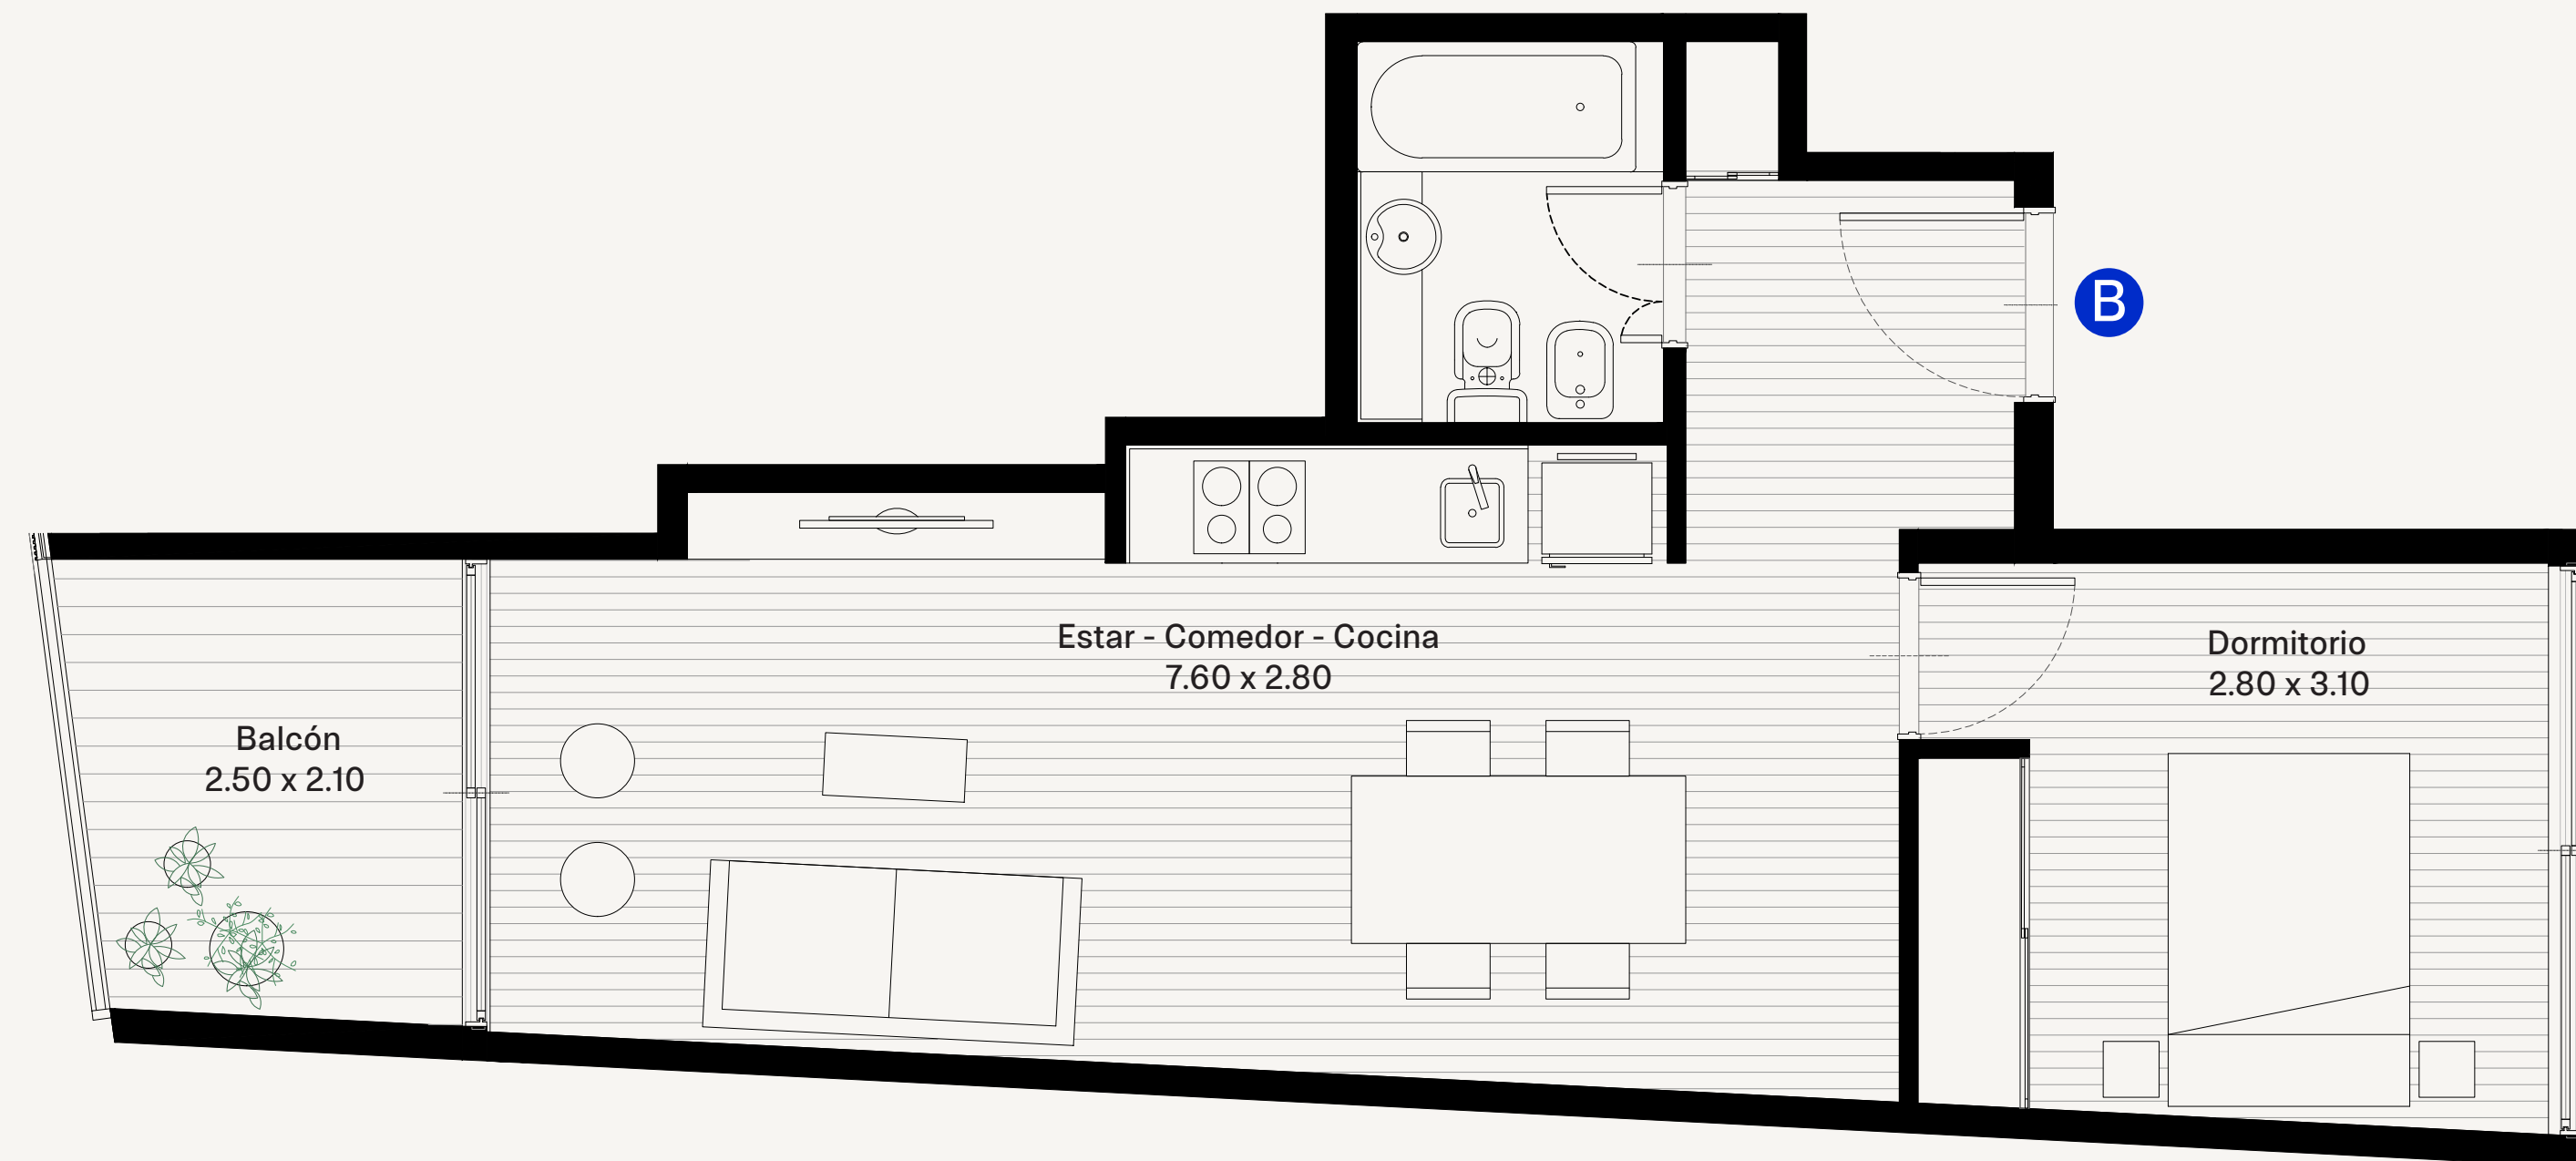 B
Estar - Comedor - Cocina
7.60 x 2.80
Dormitorio
2.80 x 3.10
Balcón
2.50 x 2.10